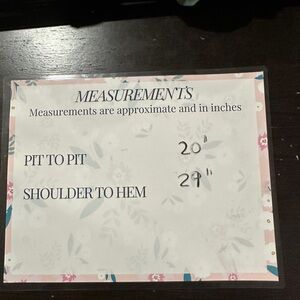 MEASUREMENTS
Measurements are approximate and in inches
PIT TO PIT 20"
SHOULDER TO HEM 29"